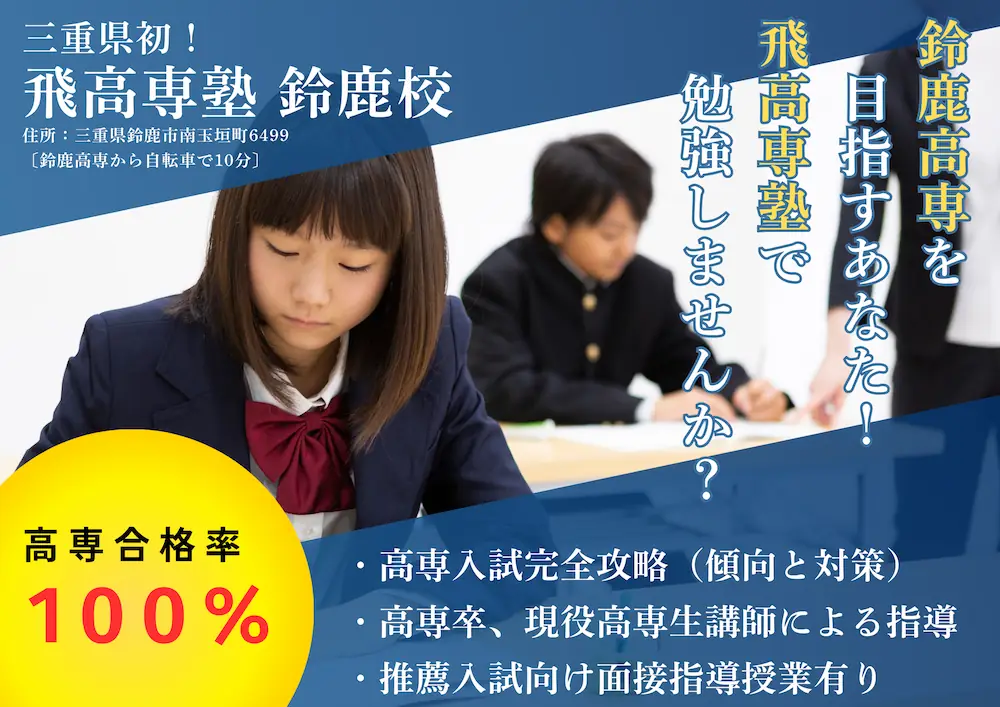 三重県初！
飛高専塾 鈴鹿校
住所：三重県鈴鹿市南玉垣町6499
［鈴鹿高専から自転車で10分］
鈴鹿高専を
目指すあなた！
飛高専塾で
勉強しませんか？
高専合格率
100%
・高専入試完全攻略（傾向と対策）
・高専卒、現役高専生講師による指導
・推薦入試向け面接指導授業有り